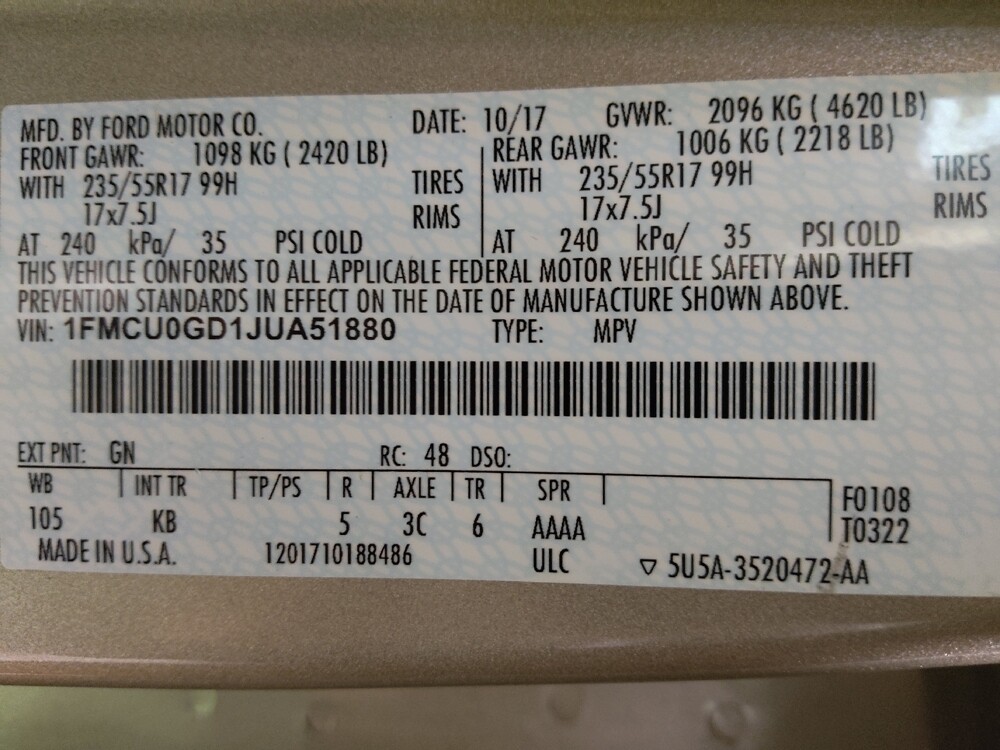 MFD. BY FORD MOTOR CO. DATE: 10/17 GVWR: 2096 KG ( 4620 LB)
FRONT GAWR: 1098 KG ( 2420 LB) REAR GAWR: 1006 KG ( 2218 LB)
WITH 235/55R17 99H TIRES WITH 235/55R17 99H TIRES
17x7.5J RIMS 17x7.5J RIMS
AT 240 kPa/ 35 PSI COLD AT 240 kPa/ 35 PSI COLD
THIS VEHICLE CONFORMS TO ALL APPLICABLE FEDERAL MOTOR VEHICLE SAFETY AND THEFT
PREVENTION STANDARDS IN EFFECT ON THE DATE OF MANUFACTURE SHOWN ABOVE.
VIN: 1FMCU0GD1JUA51880 TYPE: MPV
EXT PNT: GN RC: 48 DSO:
WB INT TR TP/PS R AXLE TR SPR F0108
105 KB 5 3C 6 AAAA T0322
MADE IN U.S.A. 1201710188486 ULC ▽ 5U5A-3520472-AA